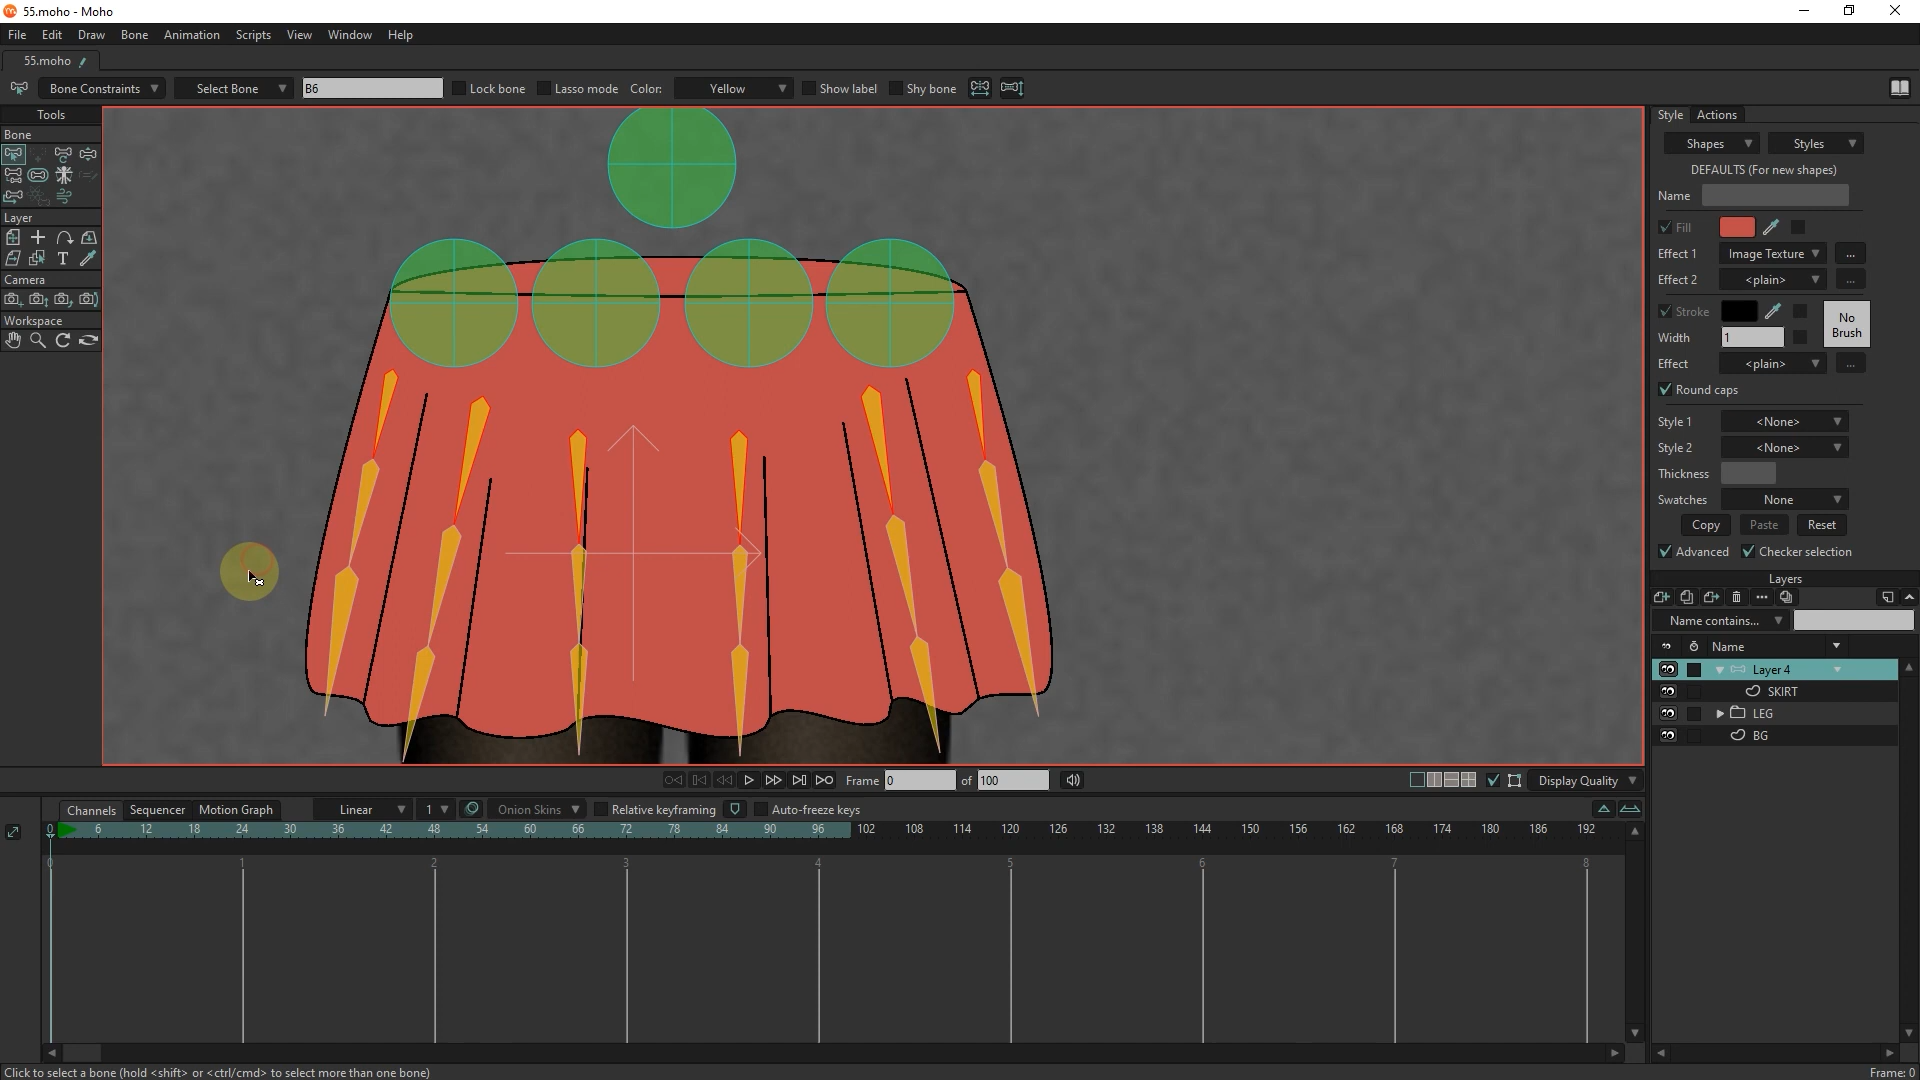 55.moho - Moho
File Edit Draw Bone Animation Scripts View Window Help
55.moho
Bone Constraints Select Bone B6 Lock bone Lasso mode Color: Yellow Show label Shy bone
Tools
Bone
Layer
T
Camera
Workspace
Style Actions
Shapes Styles
DEFAULTS (For new shapes)
Name
Fill
Effect 1 Image Texture ...
Effect 2 <plain> ...
Stroke No Brush
Width 1
Effect <plain> ...
Round caps
Style 1 <None>
Style 2 <None>
Thickness
Swatches None
Copy Paste Reset
Advanced Checker selection
Layers
Name contains...
Name
Layer 4
SKIRT
LEG
BG
Frame 0 of 100 Display Quality
Channels Sequencer Motion Graph Linear 1 Onion Skins Relative keyframing Auto-freeze keys
0 6 12 18 24 30 36 42 48 54 60 66 72 78 84 90 96 102 108 114 120 126 132 138 144 150 156 162 168 174 180 186 192
0 1 2 3 4 5 6 7 8
Click to select a bone (hold <shift> or <ctrl/cmd> to select more than one bone) Frame: 0